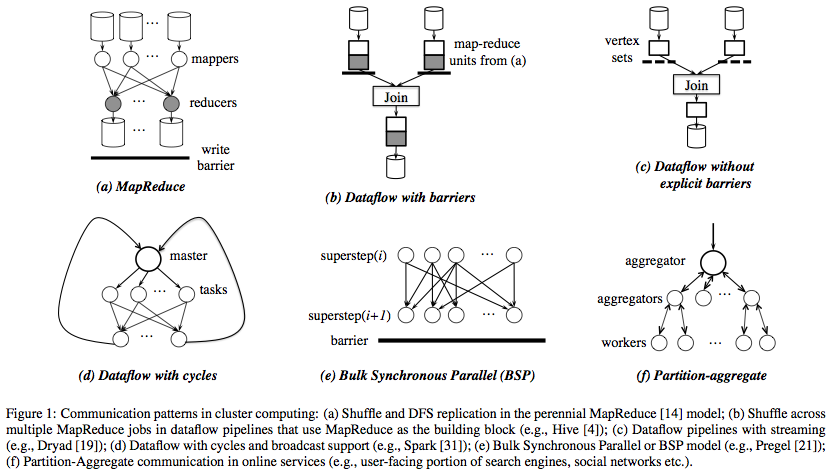 ...
...
mappers
...
reducers
...
write
barrier
(a) MapReduce
...
map-reduce
units from (a)
Join
(b) Dataflow with barriers
...
vertex
sets
Join
(c) Dataflow without
explicit barriers
master
...
tasks
...
(d) Dataflow with cycles
superstep(i)
...
superstep(i+1)
...
barrier
(e) Bulk Synchronous Parallel (BSP)
aggregator
aggregators
...
workers
...
(f) Partition-aggregate
Figure 1: Communication patterns in cluster computing: (a) Shuffle and DFS replication in the perennial MapReduce [14] model; (b) Shuffle across
multiple MapReduce jobs in dataflow pipelines that use MapReduce as the building block (e.g., Hive [4]); (c) Dataflow pipelines with streaming
(e.g., Dryad [19]); (d) Dataflow with cycles and broadcast support (e.g., Spark [31]); (e) Bulk Synchronous Parallel or BSP model (e.g., Pregel [21]);
(f) Partition-Aggregate communication in online services (e.g., user-facing portion of search engines, social networks etc.).